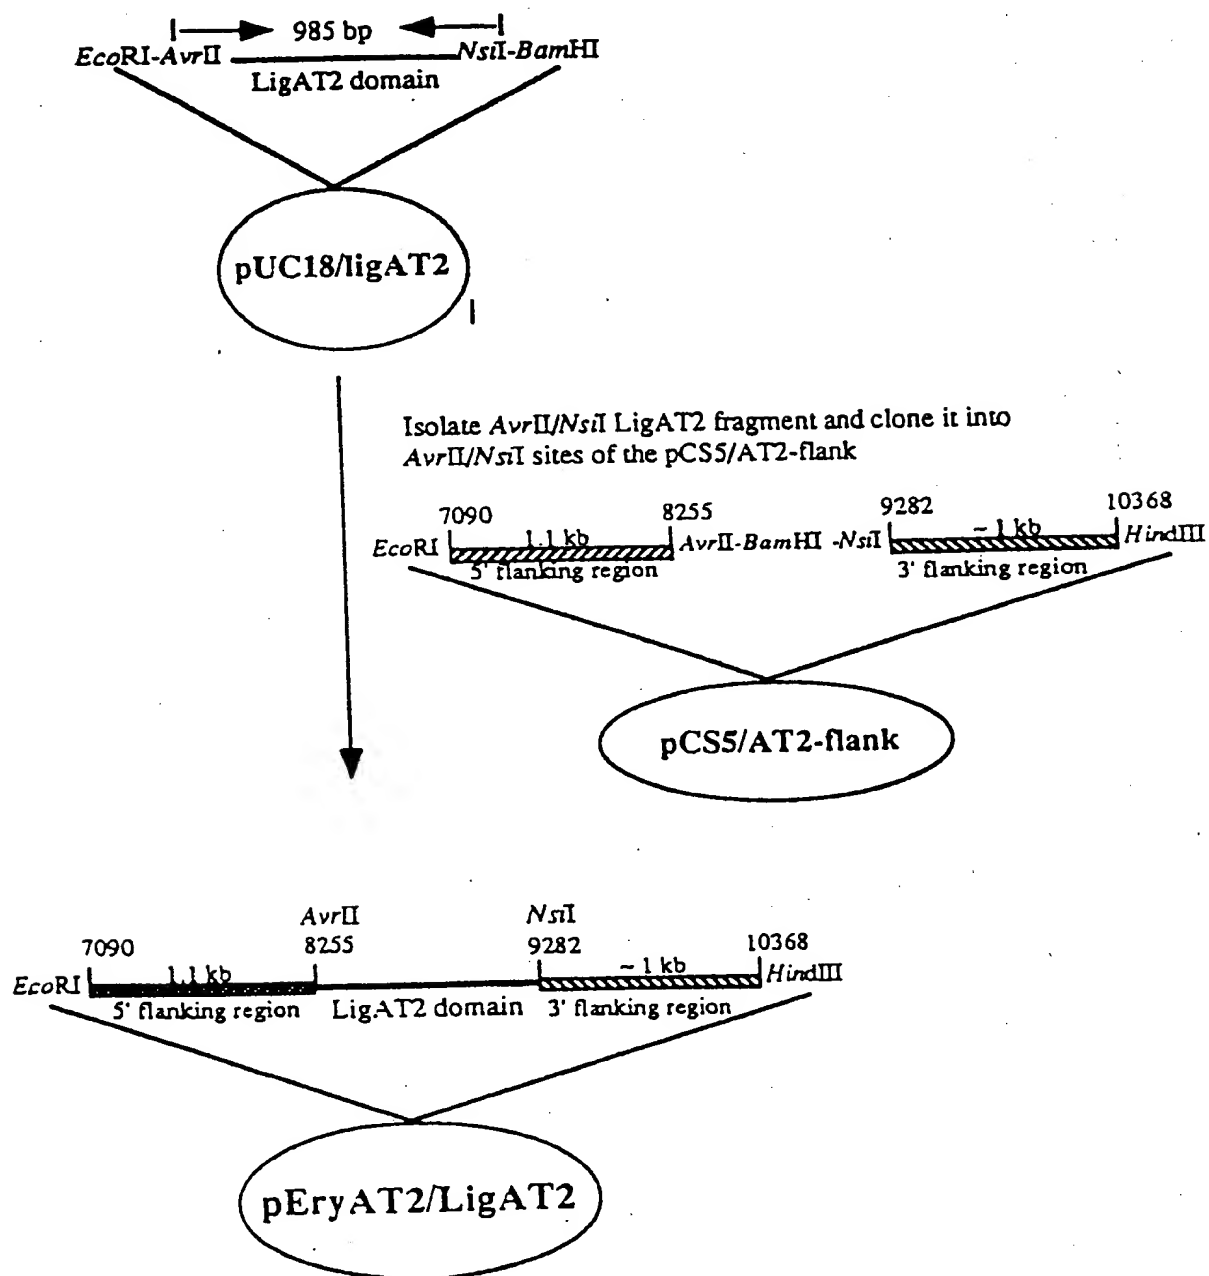 985 bp
EcoRI-AvrII NsiI-BamHI
LigAT2 domain
pUC18/ligAT2
Isolate AvrII/NsiI LigAT2 fragment and clone it into
AvrII/NsiI sites of the pCS5/AT2-flank
7090 8255 9282 10368
EcoRI 1.1 kb AvrII-BamHI -NsiI ~ 1 kb HindIII
5' flanking region 3' flanking region
pCS5/AT2-flank
AvrII NsiI
7090 8255 9282 10368
EcoRI 1.1 kb ~ 1 kb HindIII
5' flanking region LigAT2 domain 3' flanking region
pEryAT2/LigAT2